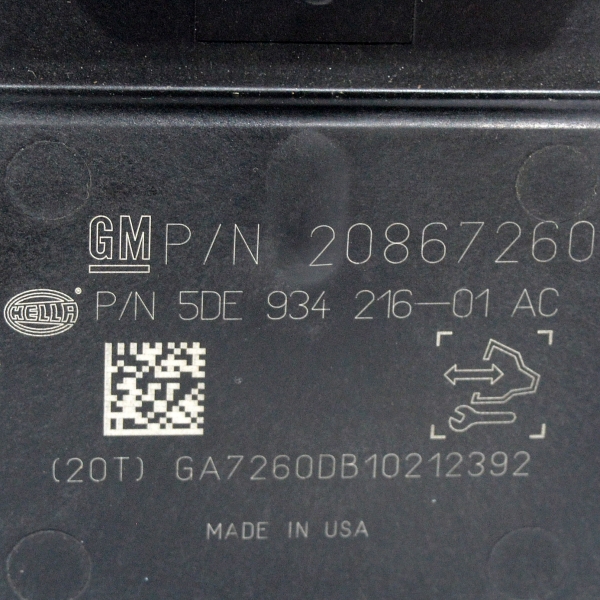 GM P/N 20867260
HELLA ® P/N 5DE 934 216-01 AC
(20T) GA7260DB10212392
MADE IN USA